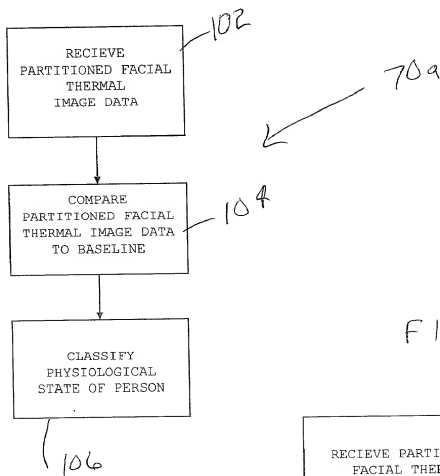 RECIEVE
PARTITIONED FACIAL
THERMAL
IMAGE DATA
102
70a
COMPARE
PARTITIONED FACIAL
THERMAL IMAGE DATA
TO BASELINE
104
CLASSIFY
PHYSIOLOGICAL
STATE OF PERSON
106
F I
RECIEVE PARTI
FACIAL THER